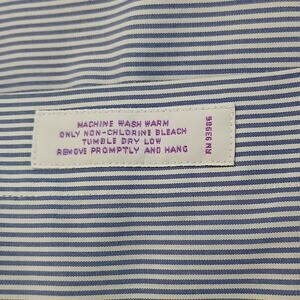 MACHINE WASH WARM
ONLY NON-CHLORINE BLEACH
TUMBLE DRY LOW
REMOVE PROMPTLY AND HANG
RN 93986